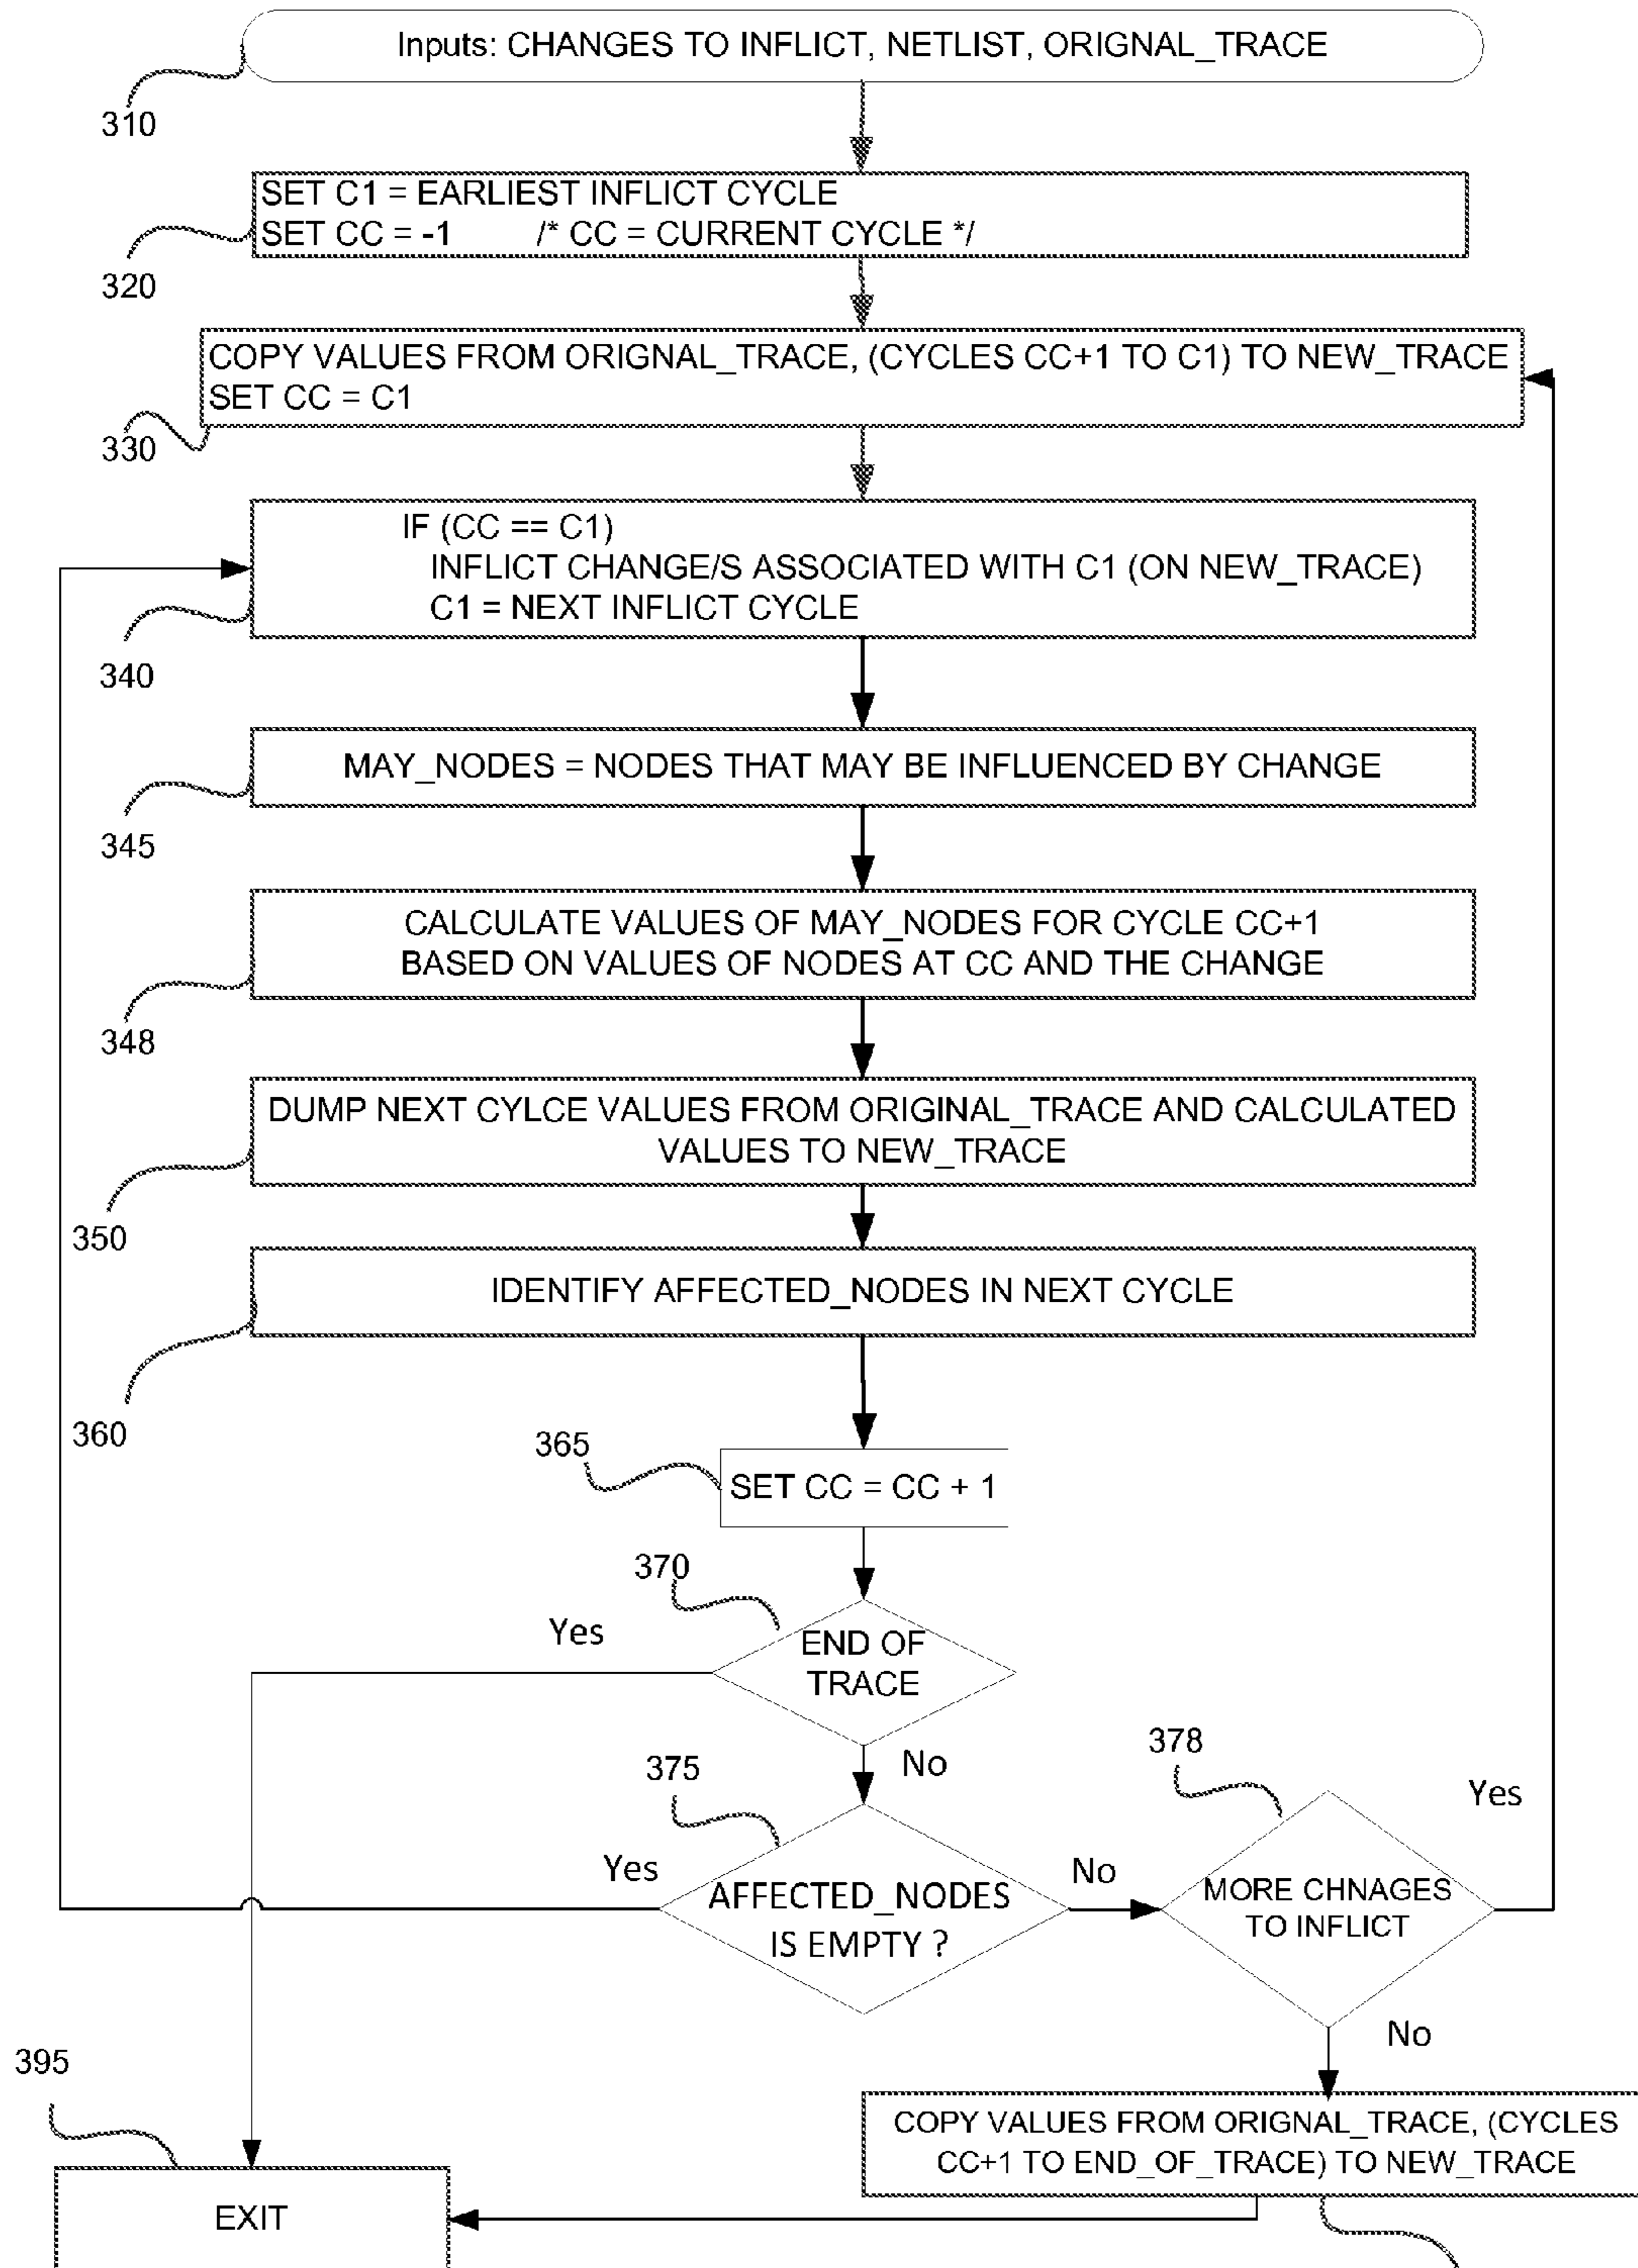 Inputs: CHANGES TO INFLICT, NETLIST, ORIGNAL_TRACE
310
SET C1 = EARLIEST INFLICT CYCLE
SET CC = -1 /* CC = CURRENT CYCLE */
320
COPY VALUES FROM ORIGNAL_TRACE, (CYCLES CC+1 TO C1) TO NEW_TRACE
SET CC = C1
330
IF (CC == C1)
INFLICT CHANGE/S ASSOCIATED WITH C1 (ON NEW_TRACE)
C1 = NEXT INFLICT CYCLE
340
MAY_NODES = NODES THAT MAY BE INFLUENCED BY CHANGE
345
CALCULATE VALUES OF MAY_NODES FOR CYCLE CC+1
BASED ON VALUES OF NODES AT CC AND THE CHANGE
348
DUMP NEXT CYLCE VALUES FROM ORIGINAL_TRACE AND CALCULATED
VALUES TO NEW_TRACE
350
IDENTIFY AFFECTED_NODES IN NEXT CYCLE
360
365
SET CC = CC + 1
370
Yes
END OF
TRACE
No
375
378
Yes
Yes
AFFECTED_NODES
IS EMPTY ?
No
MORE CHNAGES
TO INFLICT
No
395
COPY VALUES FROM ORIGNAL_TRACE, (CYCLES
CC+1 TO END_OF_TRACE) TO NEW_TRACE
EXIT